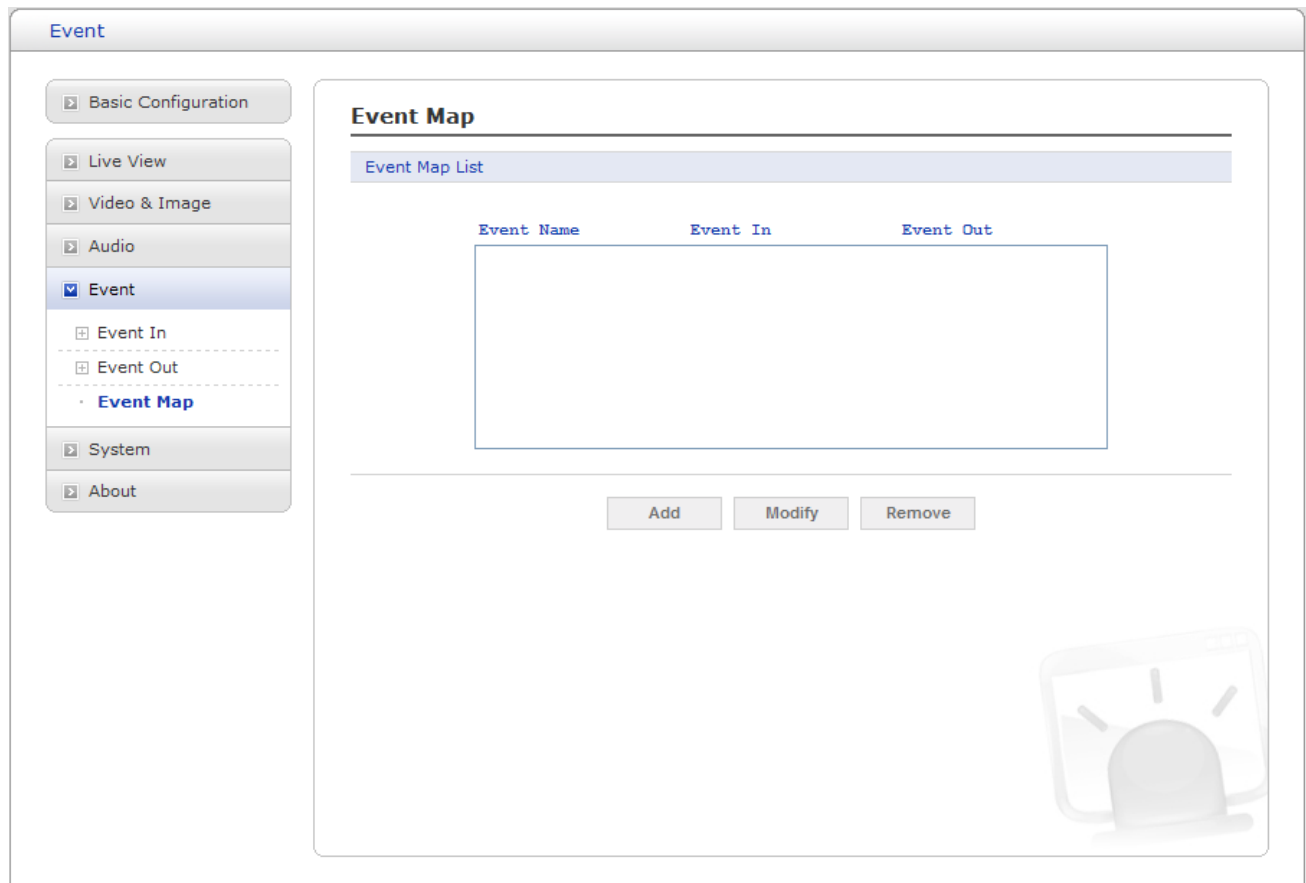 Event
Basic Configuration
Live View
Video & Image
Audio
Event
Event In
Event Out
Event Map
System
About
Event Map
Event Map List
Event Name Event In Event Out
Add Modify Remove